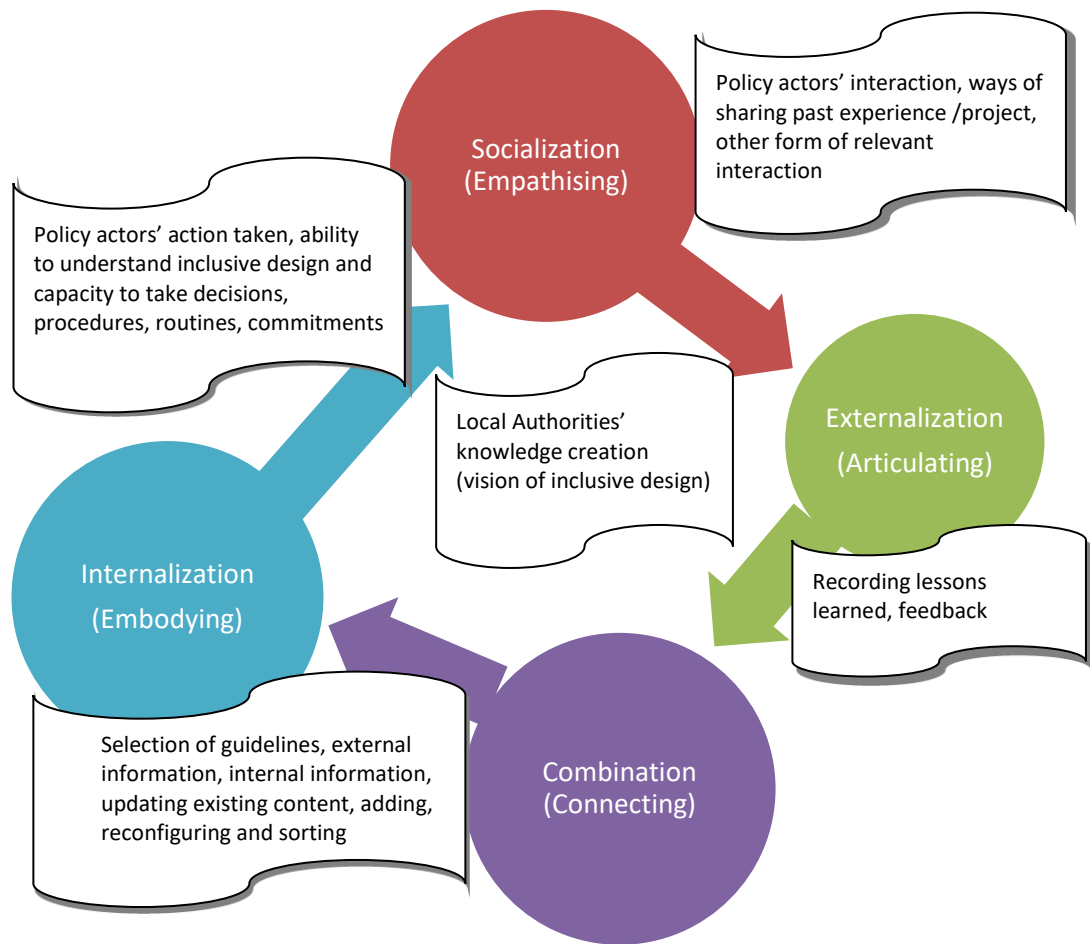 Socialization
(Empathising)
Policy actors’ interaction, ways of
sharing past experience /project,
other form of relevant
interaction
Policy actors’ action taken, ability
to understand inclusive design and
capacity to take decisions,
procedures, routines, commitments
Local Authorities’
knowledge creation
(vision of inclusive design)
Externalization
(Articulating)
Recording lessons
learned, feedback
Internalization
(Embodying)
Selection of guidelines, external
information, internal information,
updating existing content, adding,
reconfiguring and sorting
Combination
(Connecting)